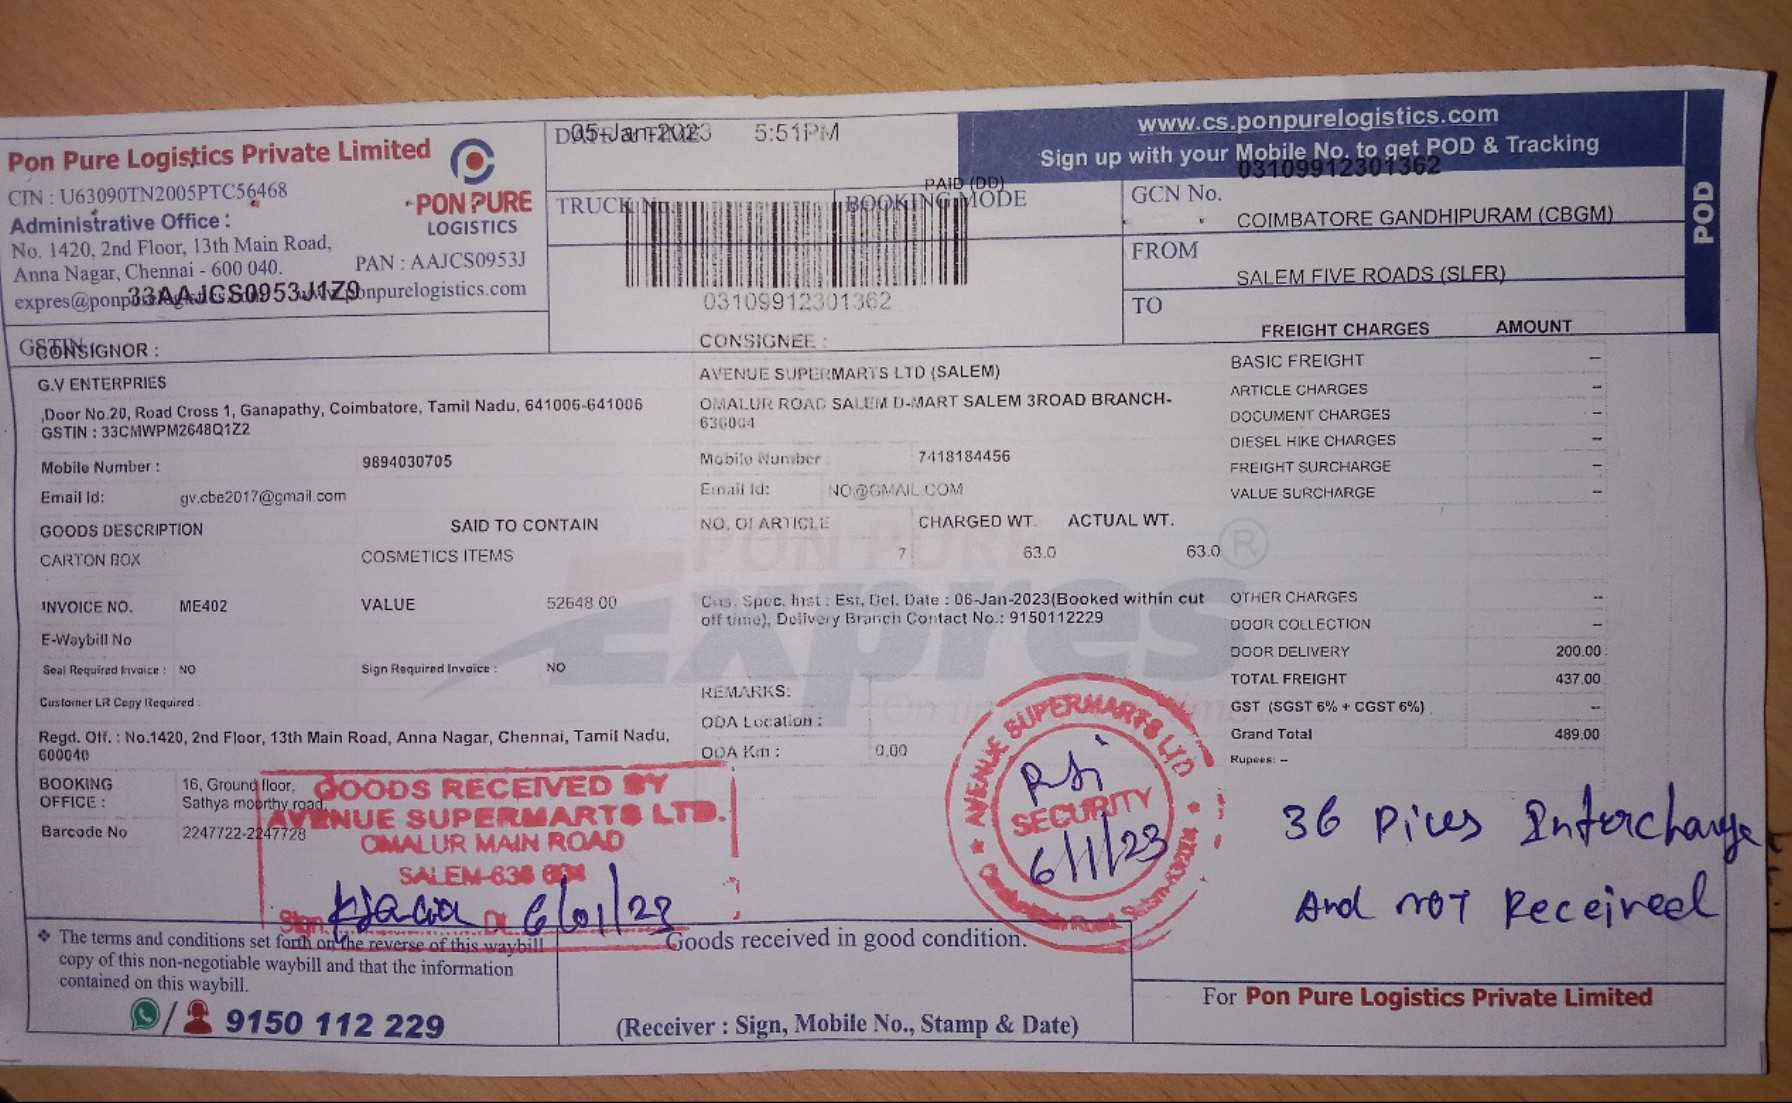 Pon Pure Logistics Private Limited
CIN : U63090TN2005PTC56468
Administrative Office :
No. 1420, 2nd Floor, 13th Main Road,
Anna Nagar, Chennai - 600 040.
PAN : AAJCS0953J
33AAJCS0953J1Z9
PON PURE
LOGISTICS
05-Jan-2023 5:51PM
www.cs.ponpurelogistics.com
Sign up with your Mobile No. to get POD & Tracking
POD
TRUCK No.
PAID (DD)
BOOKING MODE
03109912301362
GCN No.
03109912301362
COIMBATORE GANDHIPURAM (CBGM)
FROM
SALEM FIVE ROADS (SLFR)
TO
GSTIN
CONSIGNOR :
G.V ENTERPRIES
,Door No.20, Road Cross 1, Ganapathy, Coimbatore, Tamil Nadu, 641006-641006
GSTIN : 33CMWPM2648Q1Z2
Mobile Number : 9894030705
Email Id: gv.cbe2017@gmail.com
CONSIGNEE :
AVENUE SUPERMARTS LTD (SALEM)
OMALUR ROAD SALEM D-MART SALEM 3ROAD BRANCH-
636004
Mobile Number : 7418184456
Email Id: NO@GMAIL.COM
FREIGHT CHARGES AMOUNT
BASIC FREIGHT --
ARTICLE CHARGES --
DOCUMENT CHARGES --
DIESEL HIKE CHARGES --
FREIGHT SURCHARGE --
VALUE SURCHARGE --
GOODS DESCRIPTION SAID TO CONTAIN NO. OF ARTICLE CHARGED WT. ACTUAL WT.
CARTON BOX COSMETICS ITEMS 7 63.0 63.0
PON PURE
Expres ®
INVOICE NO. ME402 VALUE 52648.00
E-Waybill No
Seal Required Invoice : NO Sign Required Invoice : NO
Customer LR Copy Required :
Cus. Spec. Inst : Est. Del. Date : 06-Jan-2023(Booked within cut
off time), Delivery Branch Contact No.: 9150112229
OTHER CHARGES --
DOOR COLLECTION --
DOOR DELIVERY 200.00
TOTAL FREIGHT 437.00
GST (SGST 6% + CGST 6%) --
Grand Total 489.00
Rupees: --
REMARKS:
ODA Location :
ODA Km : 0.00
Regd. Off. : No.1420, 2nd Floor, 13th Main Road, Anna Nagar, Chennai, Tamil Nadu,
600040
BOOKING
OFFICE :
16, Ground floor,
Sathya moorthy road,
Barcode No 2247722-2247728
GOODS RECEIVED BY
AVENUE SUPERMARTS LTD.
OMALUR MAIN ROAD
SALEM-636
Sign. Dt. 6/01/23
AVENUE SUPERMARTS LTD
SECURITY
6/1/23
36 Pices Interchange
And not Received
❖ The terms and conditions set forth on the reverse of this waybill
copy of this non-negotiable waybill and that the information
contained on this waybill.
9150 112 229
Goods received in good condition.
(Receiver : Sign, Mobile No., Stamp & Date)
For Pon Pure Logistics Private Limited